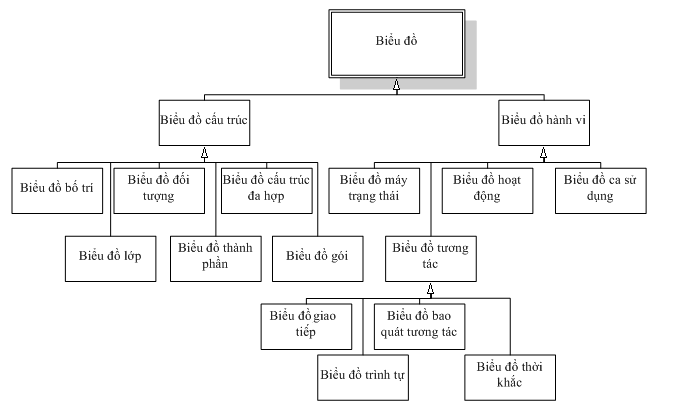 Biểu đồ
Biểu đồ cấu trúc
Biểu đồ hành vi
Biểu đồ bố trí
Biểu đồ đối
tượng
Biểu đồ cấu trúc
đa hợp
Biểu đồ máy
trạng thái
Biểu đồ hoạt
động
Biểu đồ ca sử
dụng
Biểu đồ lớp
Biểu đồ thành
phần
Biểu đồ gói
Biểu đồ tương
tác
Biểu đồ giao
tiếp
Biểu đồ bao
quát tương tác
Biểu đồ trình tự
Biểu đồ thời
khắc